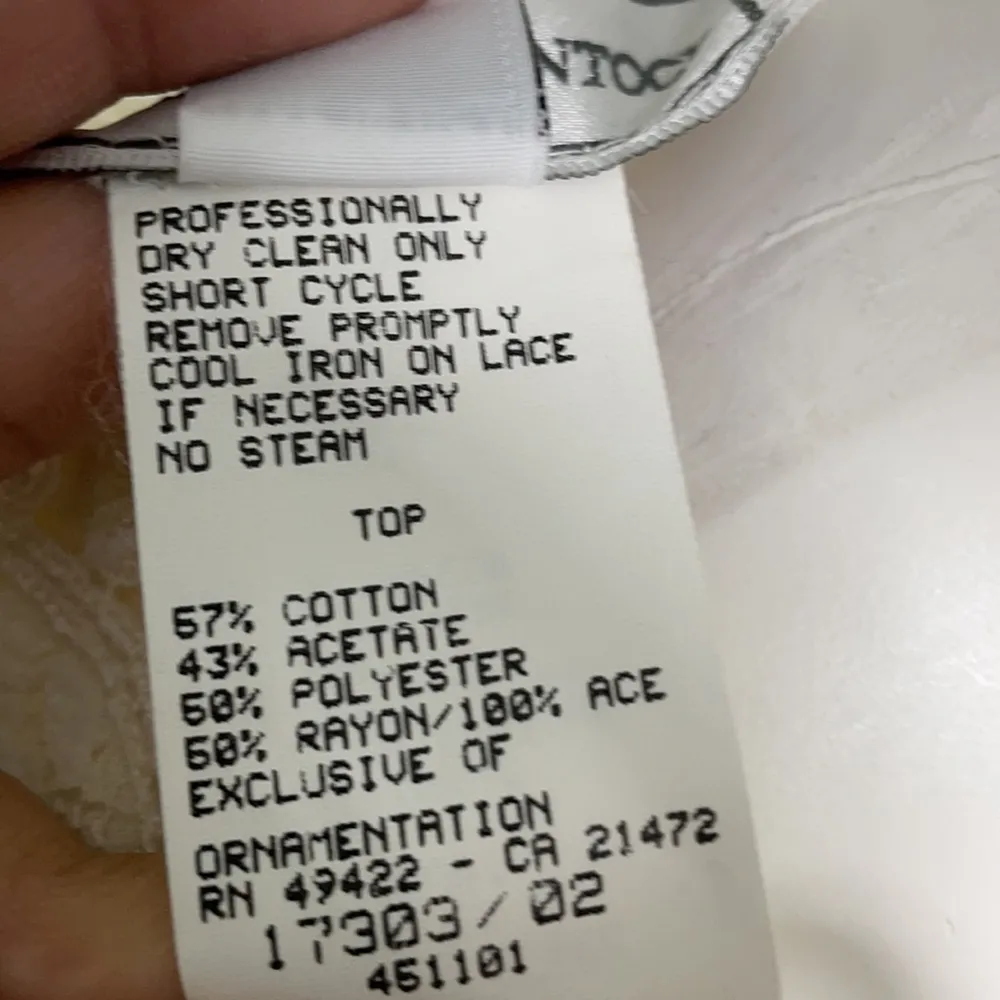 NTOC
PROFESSIONALLY
DRY CLEAN ONLY
SHORT CYCLE
REMOVE PROMPTLY
COOL IRON ON LACE
IF NECESSARY
NO STEAM
TOP
57% COTTON
43% ACETATE
50% POLYESTER
50% RAYON/100% ACE
EXCLUSIVE OF
ORNAMENTATION
RN 49422 - CA 21472
17303/02
451101